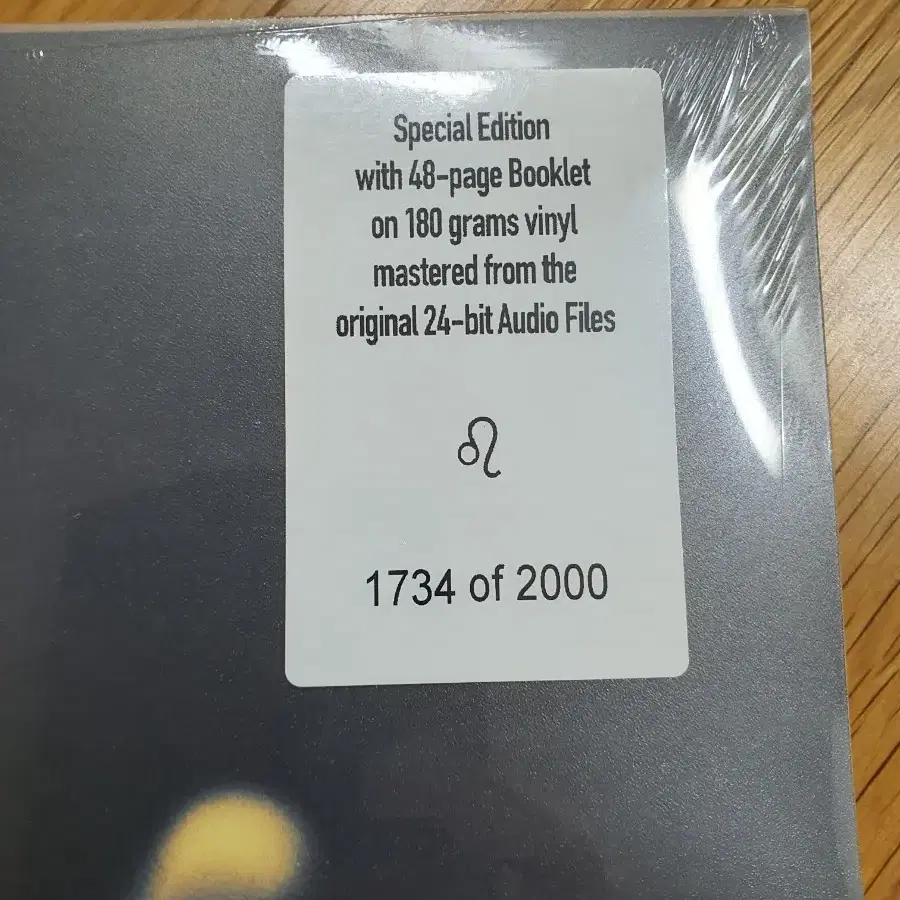 Special Edition
with 48-page Booklet
on 180 grams vinyl
mastered from the
original 24-bit Audio Files
♌
1734 of 2000